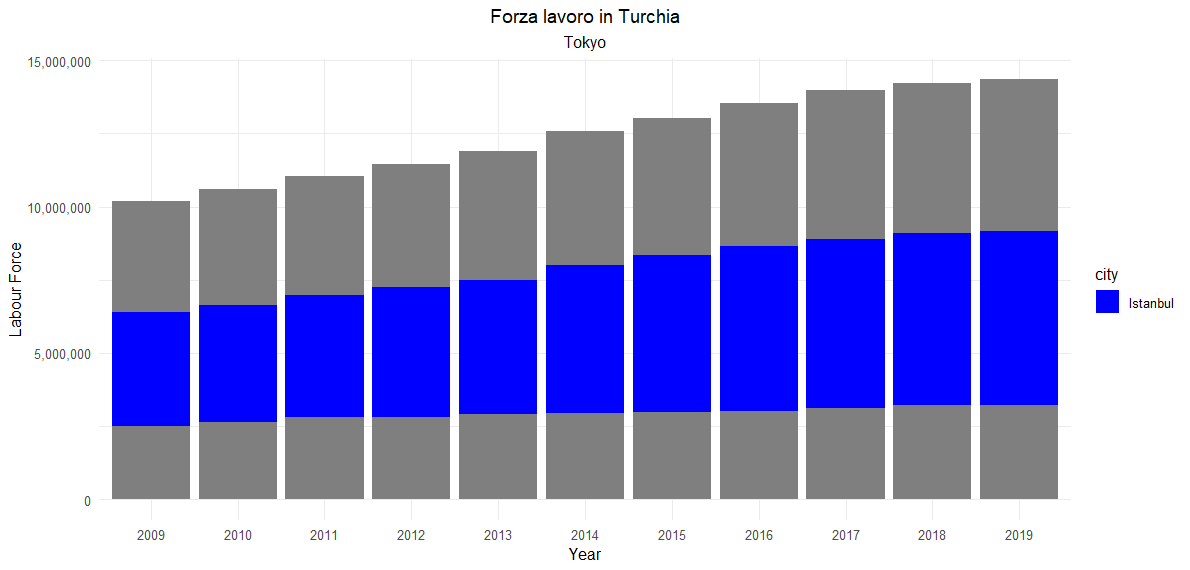 Forza lavoro in Turchia
Tokyo
15,000,000
10,000,000
5,000,000
0
Labour Force
2009 2010 2011 2012 2013 2014 2015 2016 2017 2018 2019
Year
city
Istanbul